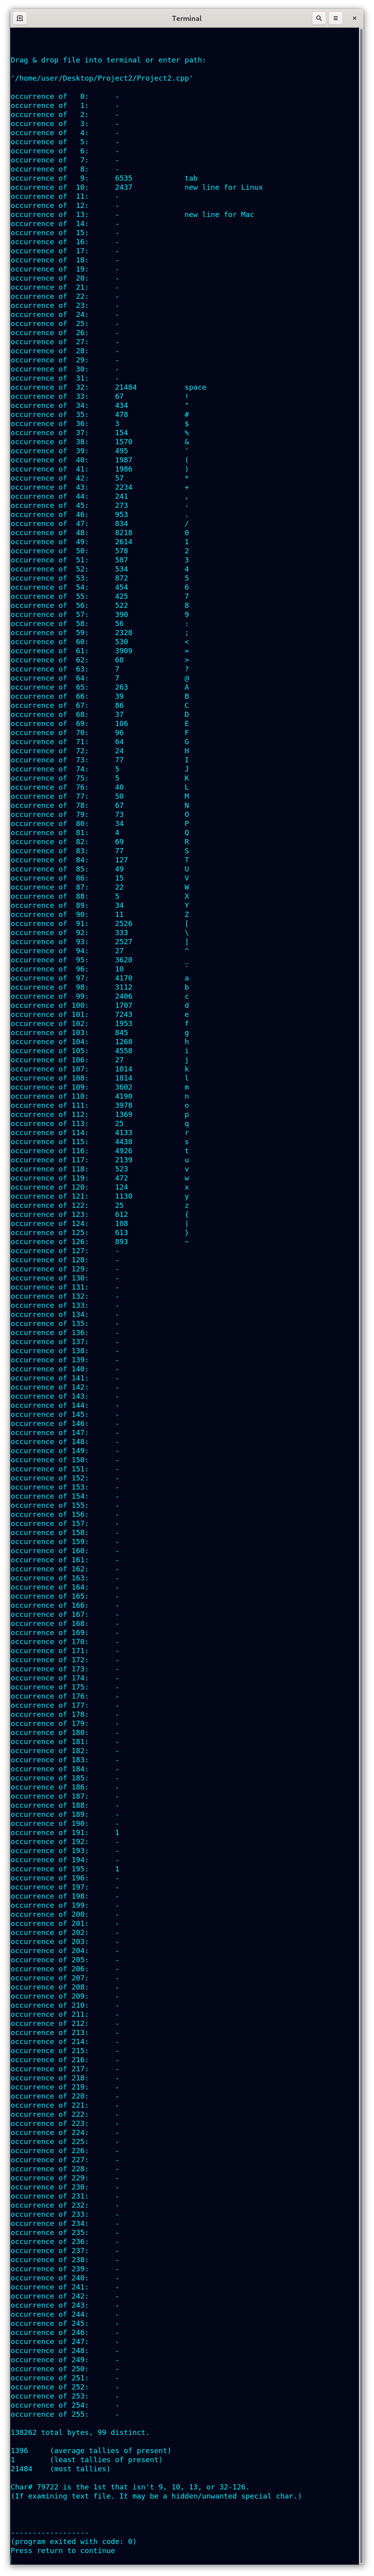 Terminal
Drag & drop file into terminal or enter path:
'/home/user/Desktop/Project2/Project2.cpp'
occurrence of   0:      -
occurrence of   1:      -
occurrence of   2:      -
occurrence of   3:      -
occurrence of   4:      -
occurrence of   5:      -
occurrence of   6:      -
occurrence of   7:      -
occurrence of   8:      -
occurrence of   9:      6535            tab
occurrence of  10:      2437            new line for Linux
occurrence of  11:      -
occurrence of  12:      -
occurrence of  13:      -               new line for Mac
occurrence of  14:      -
occurrence of  15:      -
occurrence of  16:      -
occurrence of  17:      -
occurrence of  18:      -
occurrence of  19:      -
occurrence of  20:      -
occurrence of  21:      -
occurrence of  22:      -
occurrence of  23:      -
occurrence of  24:      -
occurrence of  25:      -
occurrence of  26:      -
occurrence of  27:      -
occurrence of  28:      -
occurrence of  29:      -
occurrence of  30:      -
occurrence of  31:      -
occurrence of  32:      21484           space
occurrence of  33:      67              !
occurrence of  34:      434             "
occurrence of  35:      478             #
occurrence of  36:      3               $
occurrence of  37:      154             %
occurrence of  38:      1570            &
occurrence of  39:      495             '
occurrence of  40:      1987            (
occurrence of  41:      1986            )
occurrence of  42:      57              *
occurrence of  43:      2234            +
occurrence of  44:      241             ,
occurrence of  45:      273             -
occurrence of  46:      953             .
occurrence of  47:      834             /
occurrence of  48:      8218            0
occurrence of  49:      2614            1
occurrence of  50:      578             2
occurrence of  51:      587             3
occurrence of  52:      534             4
occurrence of  53:      872             5
occurrence of  54:      454             6
occurrence of  55:      425             7
occurrence of  56:      522             8
occurrence of  57:      390             9
occurrence of  58:      56              :
occurrence of  59:      2328            ;
occurrence of  60:      530             <
occurrence of  61:      3909            =
occurrence of  62:      68              >
occurrence of  63:      7               ?
occurrence of  64:      7               @
occurrence of  65:      263             A
occurrence of  66:      39              B
occurrence of  67:      86              C
occurrence of  68:      37              D
occurrence of  69:      106             E
occurrence of  70:      96              F
occurrence of  71:      64              G
occurrence of  72:      24              H
occurrence of  73:      77              I
occurrence of  74:      5               J
occurrence of  75:      5               K
occurrence of  76:      40              L
occurrence of  77:      50              M
occurrence of  78:      67              N
occurrence of  79:      73              O
occurrence of  80:      34              P
occurrence of  81:      4               Q
occurrence of  82:      69              R
occurrence of  83:      77              S
occurrence of  84:      127             T
occurrence of  85:      49              U
occurrence of  86:      15              V
occurrence of  87:      22              W
occurrence of  88:      5               X
occurrence of  89:      34              Y
occurrence of  90:      11              Z
occurrence of  91:      2526            [
occurrence of  92:      333             \
occurrence of  93:      2527            ]
occurrence of  94:      27              ^
occurrence of  95:      3620            _
occurrence of  96:      10              `
occurrence of  97:      4170            a
occurrence of  98:      3112            b
occurrence of  99:      2406            c
occurrence of 100:      1707            d
occurrence of 101:      7243            e
occurrence of 102:      1953            f
occurrence of 103:      845             g
occurrence of 104:      1268            h
occurrence of 105:      4558            i
occurrence of 106:      27              j
occurrence of 107:      1014            k
occurrence of 108:      1814            l
occurrence of 109:      3602            m
occurrence of 110:      4190            n
occurrence of 111:      3978            o
occurrence of 112:      1369            p
occurrence of 113:      25              q
occurrence of 114:      4133            r
occurrence of 115:      4438            s
occurrence of 116:      4926            t
occurrence of 117:      2139            u
occurrence of 118:      523             v
occurrence of 119:      472             w
occurrence of 120:      124             x
occurrence of 121:      1130            y
occurrence of 122:      25              z
occurrence of 123:      612             {
occurrence of 124:      108             |
occurrence of 125:      613             }
occurrence of 126:      893             ~
occurrence of 127:      -
occurrence of 128:      -
occurrence of 129:      -
occurrence of 130:      -
occurrence of 131:      -
occurrence of 132:      -
occurrence of 133:      -
occurrence of 134:      -
occurrence of 135:      -
occurrence of 136:      -
occurrence of 137:      -
occurrence of 138:      -
occurrence of 139:      -
occurrence of 140:      -
occurrence of 141:      -
occurrence of 142:      -
occurrence of 143:      -
occurrence of 144:      -
occurrence of 145:      -
occurrence of 146:      -
occurrence of 147:      -
occurrence of 148:      -
occurrence of 149:      -
occurrence of 150:      -
occurrence of 151:      -
occurrence of 152:      -
occurrence of 153:      -
occurrence of 154:      -
occurrence of 155:      -
occurrence of 156:      -
occurrence of 157:      -
occurrence of 158:      -
occurrence of 159:      -
occurrence of 160:      -
occurrence of 161:      -
occurrence of 162:      -
occurrence of 163:      -
occurrence of 164:      -
occurrence of 165:      -
occurrence of 166:      -
occurrence of 167:      -
occurrence of 168:      -
occurrence of 169:      -
occurrence of 170:      -
occurrence of 171:      -
occurrence of 172:      -
occurrence of 173:      -
occurrence of 174:      -
occurrence of 175:      -
occurrence of 176:      -
occurrence of 177:      -
occurrence of 178:      -
occurrence of 179:      -
occurrence of 180:      -
occurrence of 181:      -
occurrence of 182:      -
occurrence of 183:      -
occurrence of 184:      -
occurrence of 185:      -
occurrence of 186:      -
occurrence of 187:      -
occurrence of 188:      -
occurrence of 189:      -
occurrence of 190:      -
occurrence of 191:      1
occurrence of 192:      -
occurrence of 193:      -
occurrence of 194:      -
occurrence of 195:      1
occurrence of 196:      -
occurrence of 197:      -
occurrence of 198:      -
occurrence of 199:      -
occurrence of 200:      -
occurrence of 201:      -
occurrence of 202:      -
occurrence of 203:      -
occurrence of 204:      -
occurrence of 205:      -
occurrence of 206:      -
occurrence of 207:      -
occurrence of 208:      -
occurrence of 209:      -
occurrence of 210:      -
occurrence of 211:      -
occurrence of 212:      -
occurrence of 213:      -
occurrence of 214:      -
occurrence of 215:      -
occurrence of 216:      -
occurrence of 217:      -
occurrence of 218:      -
occurrence of 219:      -
occurrence of 220:      -
occurrence of 221:      -
occurrence of 222:      -
occurrence of 223:      -
occurrence of 224:      -
occurrence of 225:      -
occurrence of 226:      -
occurrence of 227:      -
occurrence of 228:      -
occurrence of 229:      -
occurrence of 230:      -
occurrence of 231:      -
occurrence of 232:      -
occurrence of 233:      -
occurrence of 234:      -
occurrence of 235:      -
occurrence of 236:      -
occurrence of 237:      -
occurrence of 238:      -
occurrence of 239:      -
occurrence of 240:      -
occurrence of 241:      -
occurrence of 242:      -
occurrence of 243:      -
occurrence of 244:      -
occurrence of 245:      -
occurrence of 246:      -
occurrence of 247:      -
occurrence of 248:      -
occurrence of 249:      -
occurrence of 250:      -
occurrence of 251:      -
occurrence of 252:      -
occurrence of 253:      -
occurrence of 254:      -
occurrence of 255:      -
138262 total bytes, 99 distinct.
1396     (average tallies of present)
1        (least tallies of present)
21484    (most tallies)
Char# 79722 is the 1st that isn't 9, 10, 13, or 32-126.
(If examining text file. It may be a hidden/unwanted special char.)
------------------
(program exited with code: 0)
Press return to continue